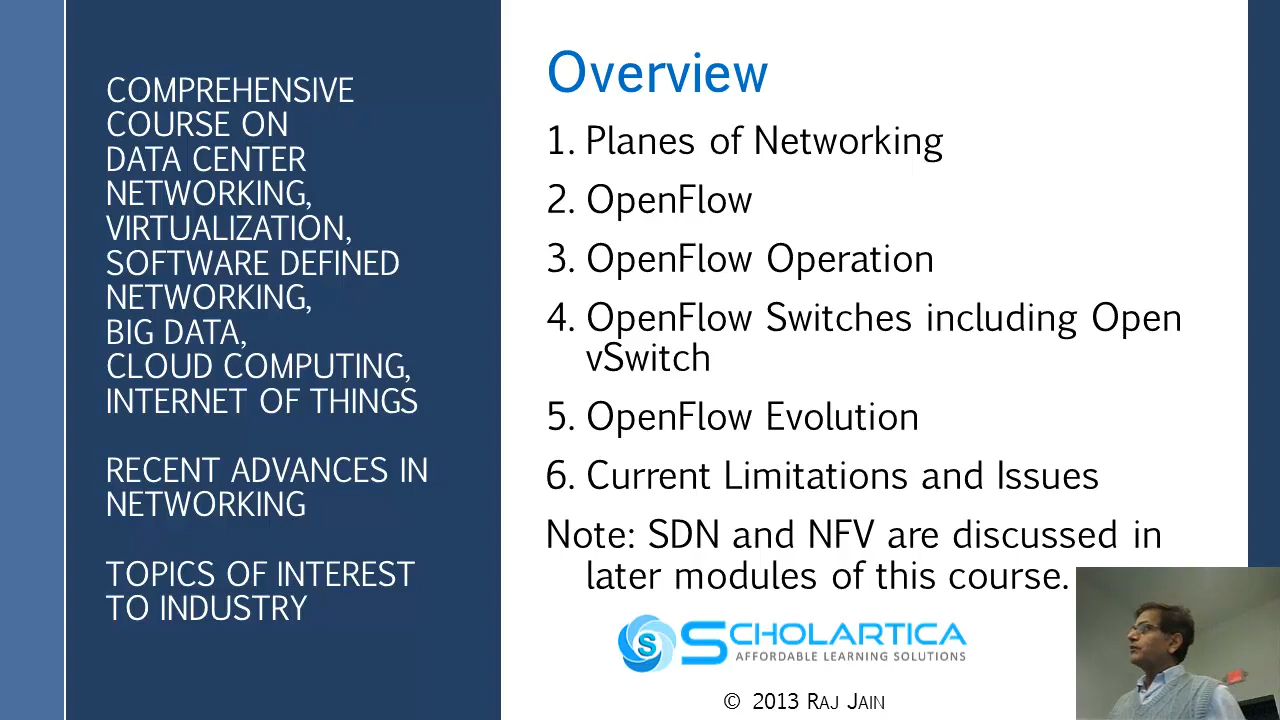 COMPREHENSIVE
COURSE ON
DATA CENTER
NETWORKING,
VIRTUALIZATION,
SOFTWARE DEFINED
NETWORKING,
BIG DATA,
CLOUD COMPUTING,
INTERNET OF THINGS
RECENT ADVANCES IN
NETWORKING
TOPICS OF INTEREST
TO INDUSTRY
Overview
1. Planes of Networking
2. OpenFlow
3. OpenFlow Operation
4. OpenFlow Switches including Open
vSwitch
5. OpenFlow Evolution
6. Current Limitations and Issues
Note: SDN and NFV are discussed in
later modules of this course.
S SCHOLARTICA
AFFORDABLE LEARNING SOLUTIONS
© 2013 RAJ JAIN